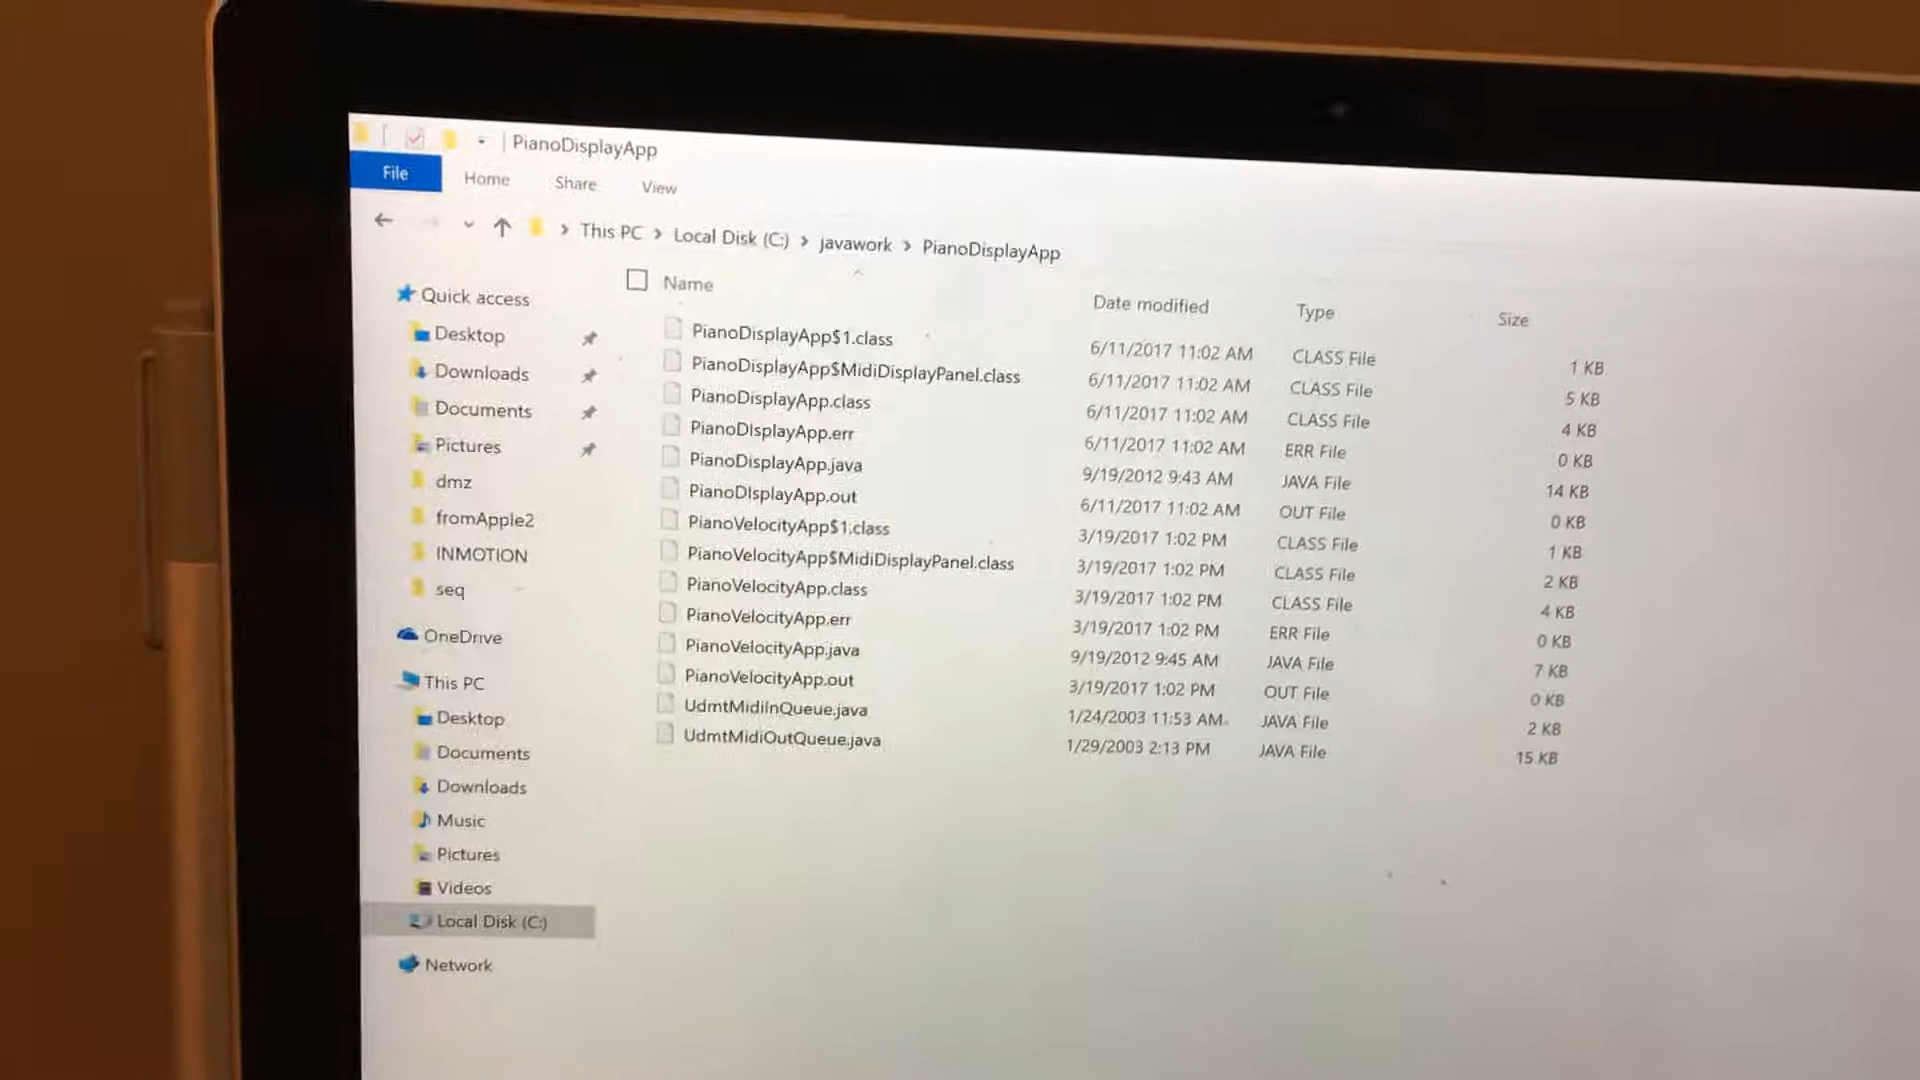 PianoDisplayApp
File Home Share View
This PC > Local Disk (C:) > javawork > PianoDisplayApp
Name Date modified Type Size
PianoDisplayApp$1.class 6/11/2017 11:02 AM CLASS File 1 KB
PianoDisplayApp$MidiDisplayPanel.class 6/11/2017 11:02 AM CLASS File 5 KB
PianoDisplayApp.class 6/11/2017 11:02 AM CLASS File 4 KB
PianoDIsplayApp.err 6/11/2017 11:02 AM ERR File 0 KB
PianoDisplayApp.java 9/19/2012 9:43 AM JAVA File 14 KB
PianoDIsplayApp.out 6/11/2017 11:02 AM OUT File 0 KB
PianoVelocityApp$1.class 3/19/2017 1:02 PM CLASS File 1 KB
PianoVelocityApp$MidiDisplayPanel.class 3/19/2017 1:02 PM CLASS File 2 KB
PianoVelocityApp.class 3/19/2017 1:02 PM CLASS File 4 KB
PianoVelocityApp.err 3/19/2017 1:02 PM ERR File 0 KB
PianoVelocityApp.java 9/19/2012 9:45 AM JAVA File 7 KB
PianoVelocityApp.out 3/19/2017 1:02 PM OUT File 0 KB
UdmtMidiInQueue.java 1/24/2003 11:53 AM JAVA File 2 KB
UdmtMidiOutQueue.java 1/29/2003 2:13 PM JAVA File 15 KB
Quick access
Desktop
Downloads
Documents
Pictures
dmz
fromApple2
INMOTION
seq
OneDrive
This PC
Desktop
Documents
Downloads
Music
Pictures
Videos
Local Disk (C:)
Network